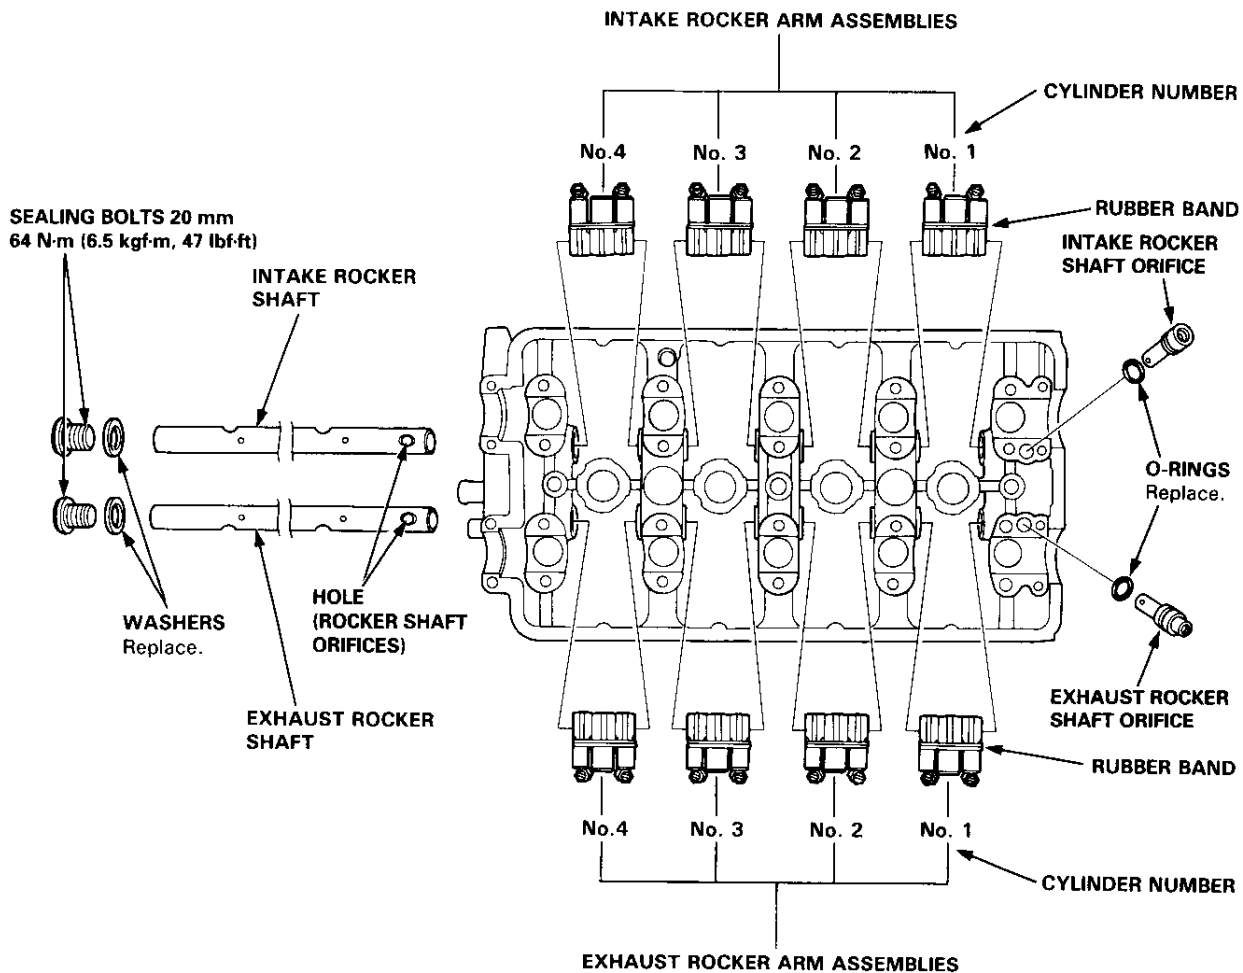 INTAKE ROCKER ARM ASSEMBLIES
CYLINDER NUMBER
No.4
No. 3
No. 2
No. 1
RUBBER BAND
SEALING BOLTS 20 mm
64 N·m (6.5 kgf·m, 47 lbf·ft)
INTAKE ROCKER
SHAFT
INTAKE ROCKER
SHAFT ORIFICE
O-RINGS
Replace.
WASHERS
Replace.
HOLE
(ROCKER SHAFT
ORIFICES)
EXHAUST ROCKER
SHAFT
EXHAUST ROCKER
SHAFT ORIFICE
RUBBER BAND
No.4
No. 3
No. 2
No. 1
CYLINDER NUMBER
EXHAUST ROCKER ARM ASSEMBLIES